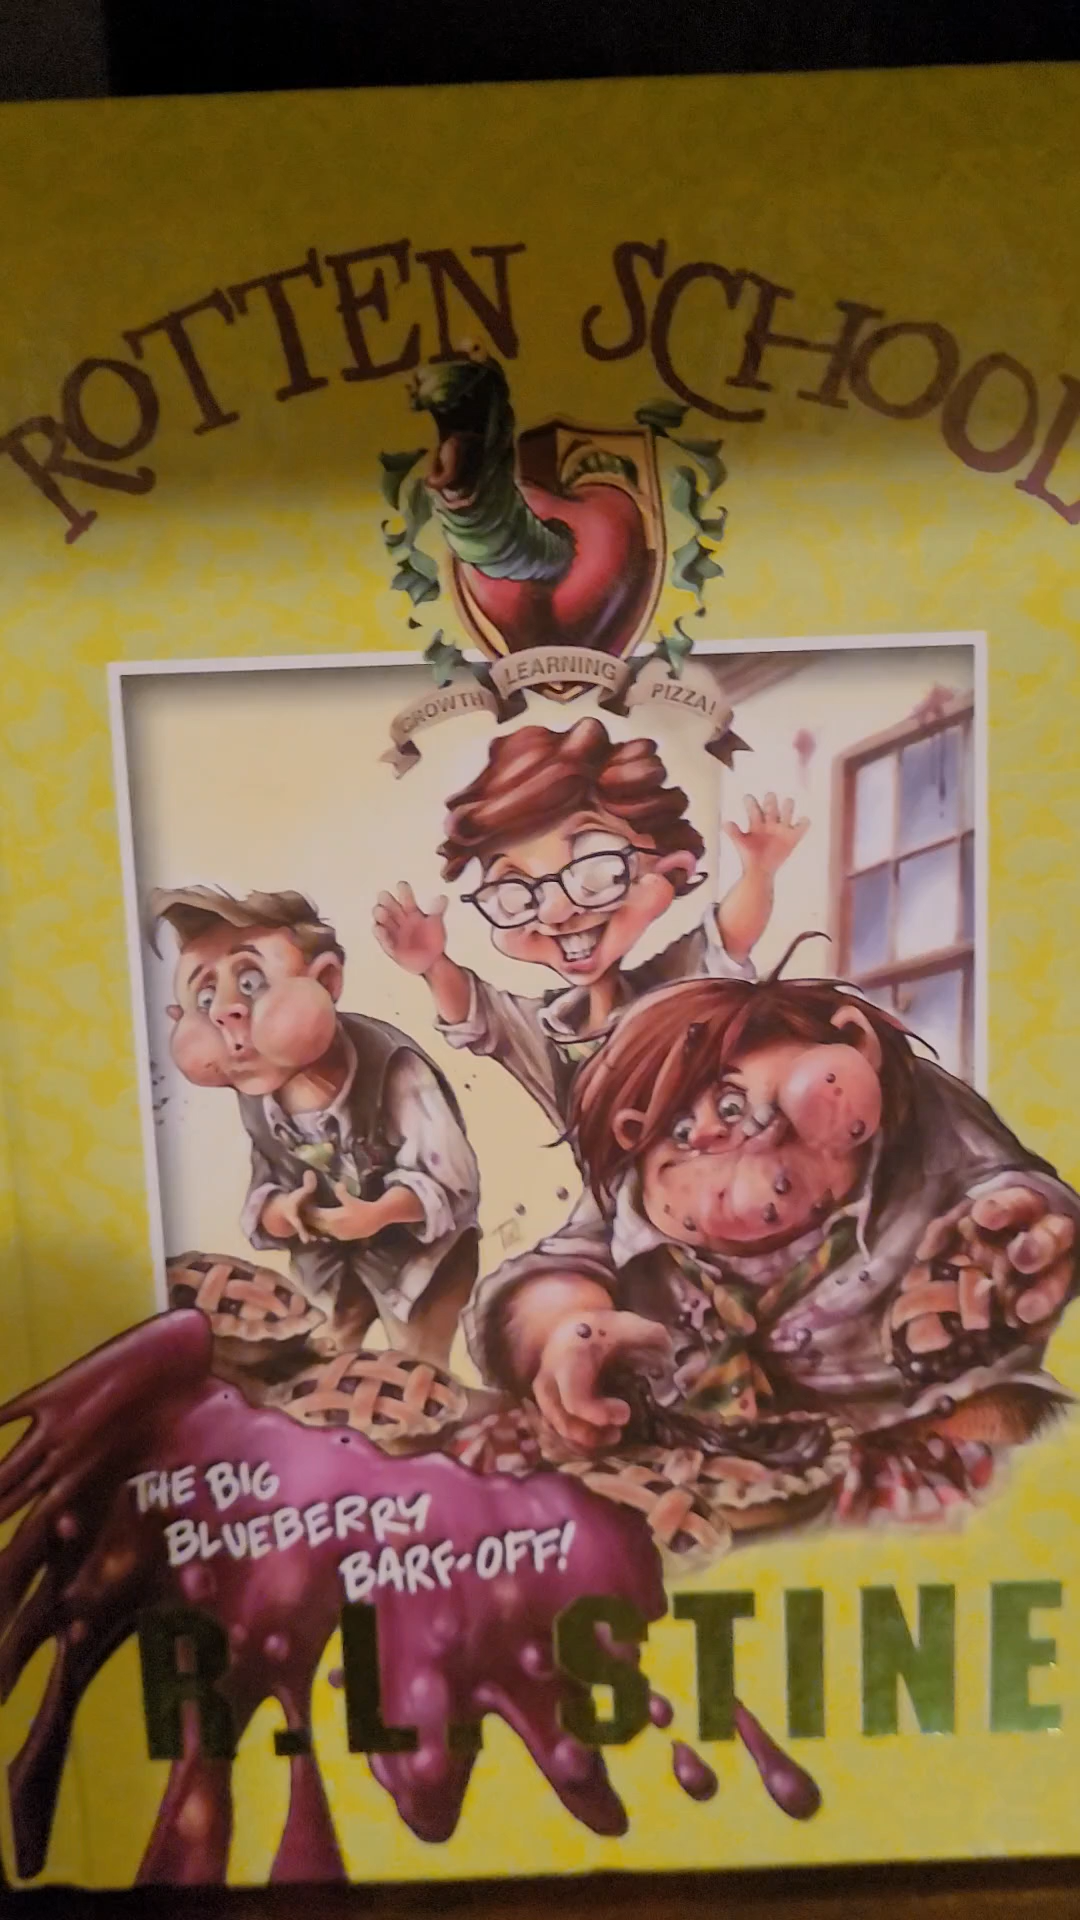 ROTTEN SCHOOL
GROWTH LEARNING PIZZA!
THE BIG
BLUEBERRY
BARF-OFF!
R.L. STINE